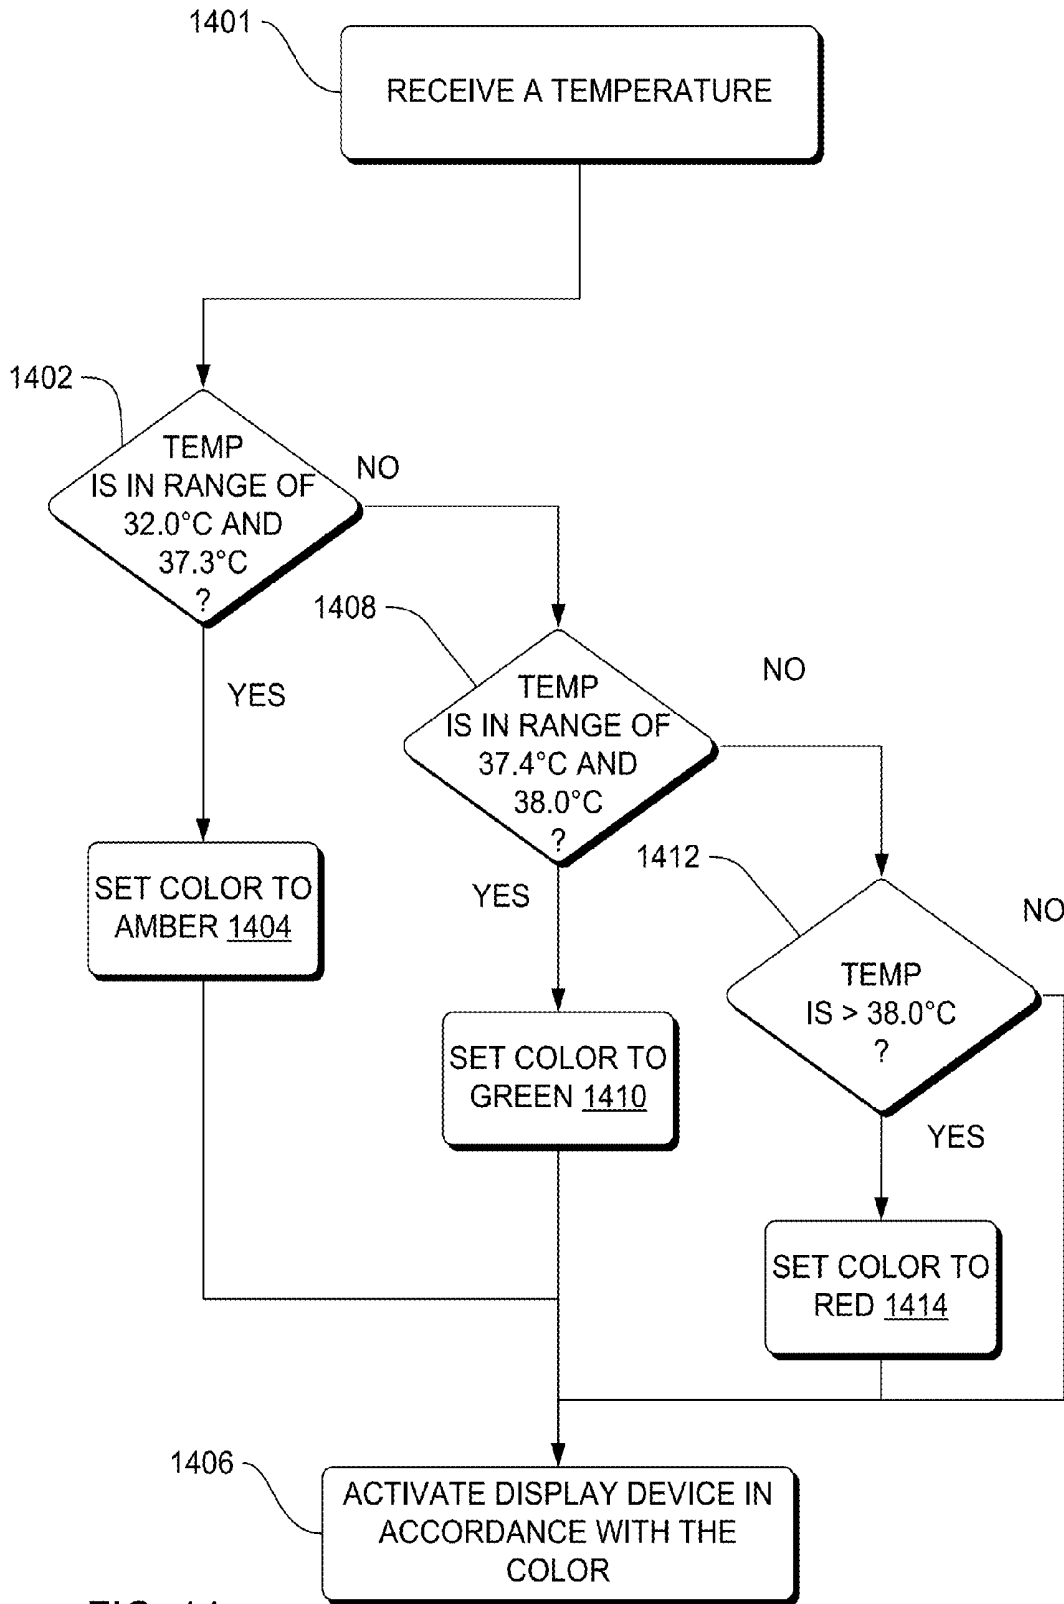 1401
RECEIVE A TEMPERATURE
1402
TEMP
IS IN RANGE OF
32.0°C AND
37.3°C
?
NO
YES
1408
TEMP
IS IN RANGE OF
37.4°C AND
38.0°C
?
NO
YES
SET COLOR TO
AMBER 1404
1412
TEMP
IS > 38.0°C
?
NO
YES
SET COLOR TO
GREEN 1410
SET COLOR TO
RED 1414
1406
ACTIVATE DISPLAY DEVICE IN
ACCORDANCE WITH THE
COLOR